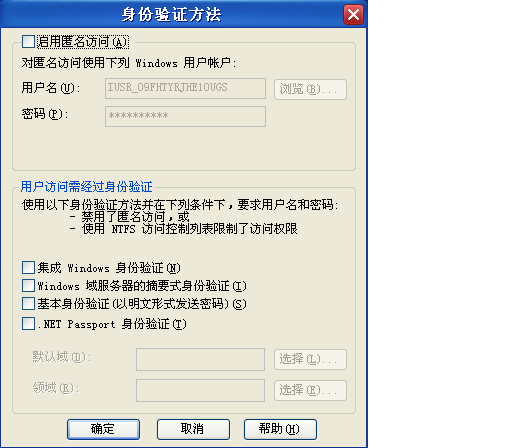 身份验证方法
启用匿名访问(A)
对匿名访问使用下列 Windows 用户帐户:
用户名(U): IUSR_O9FHTYRJHE10UGS 浏览(B)...
密码(P): **********
用户访问需经过身份验证
使用以下身份验证方法并在下列条件下，要求用户名和密码:
- 禁用了匿名访问，或
- 使用 NTFS 访问控制列表限制了访问权限
集成 Windows 身份验证(N)
Windows 域服务器的摘要式身份验证(I)
基本身份验证(以明文形式发送密码)(S)
.NET Passport 身份验证(T)
默认域(D): 选择(L)...
领域(R): 选择(E)...
确定 取消 帮助(H)